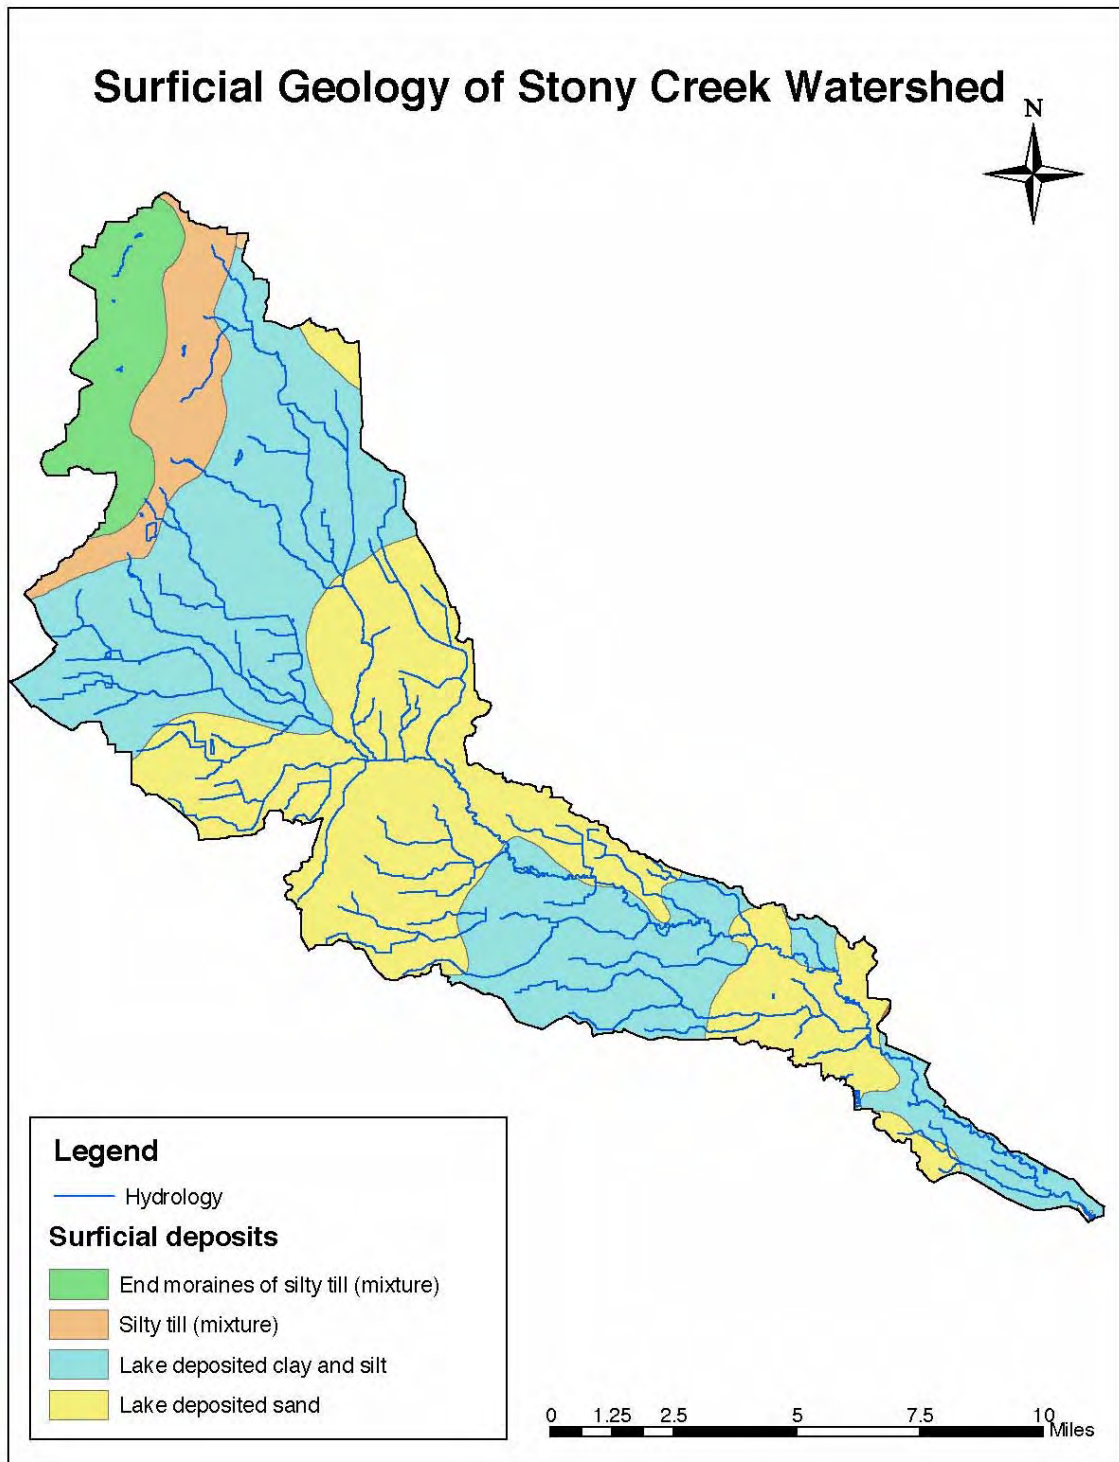 Surficial Geology of Stony Creek Watershed
N
Legend
Hydrology
Surficial deposits
End moraines of silty till (mixture)
Silty till (mixture)
Lake deposited clay and silt
Lake deposited sand
0 1.25 2.5 5 7.5 10
Miles